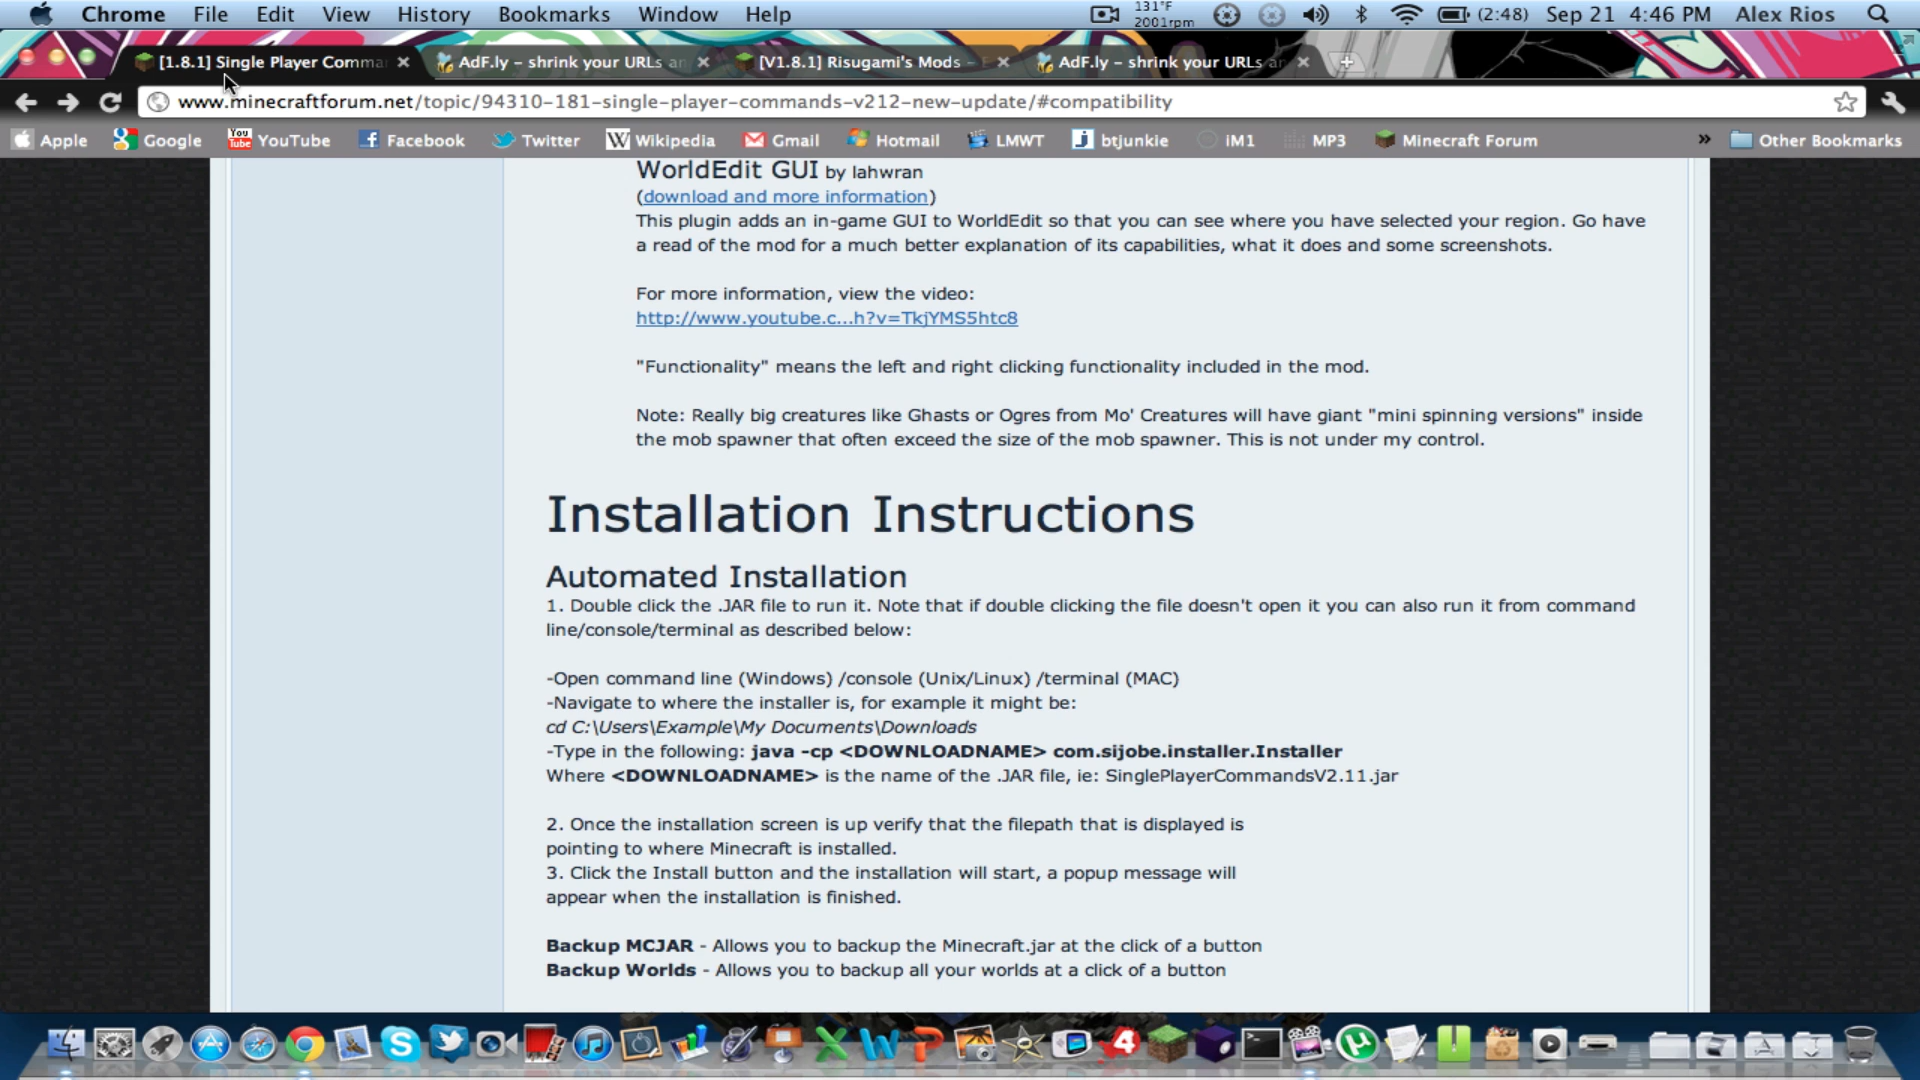 Chrome File Edit View History Bookmarks Window Help 131°F 2001rpm (2:48) Sep 21 4:46 PM Alex Rios
[1.8.1] Single Player Comma AdF.ly – shrink your URLs an [V1.8.1] Risugami's Mods – AdF.ly – shrink your URLs an
www.minecraftforum.net/topic/94310-181-single-player-commands-v212-new-update/#compatibility
Apple Google YouTube Facebook Twitter Wikipedia Gmail Hotmail LMWT btjunkie iM1 MP3 Minecraft Forum » Other Bookmarks
WorldEdit GUI by lahwran
(download and more information)
This plugin adds an in-game GUI to WorldEdit so that you can see where you have selected your region. Go have
a read of the mod for a much better explanation of its capabilities, what it does and some screenshots.
For more information, view the video:
http://www.youtube.c...h?v=TkjYMS5htc8
"Functionality" means the left and right clicking functionality included in the mod.
Note: Really big creatures like Ghasts or Ogres from Mo' Creatures will have giant "mini spinning versions" inside
the mob spawner that often exceed the size of the mob spawner. This is not under my control.
Installation Instructions
Automated Installation
1. Double click the .JAR file to run it. Note that if double clicking the file doesn't open it you can also run it from command
line/console/terminal as described below:
-Open command line (Windows) /console (Unix/Linux) /terminal (MAC)
-Navigate to where the installer is, for example it might be:
cd C:\Users\Example\My Documents\Downloads
-Type in the following: java -cp <DOWNLOADNAME> com.sijobe.installer.Installer
Where <DOWNLOADNAME> is the name of the .JAR file, ie: SinglePlayerCommandsV2.11.jar
2. Once the installation screen is up verify that the filepath that is displayed is
pointing to where Minecraft is installed.
3. Click the Install button and the installation will start, a popup message will
appear when the installation is finished.
Backup MCJAR - Allows you to backup the Minecraft.jar at the click of a button
Backup Worlds - Allows you to backup all your worlds at a click of a button